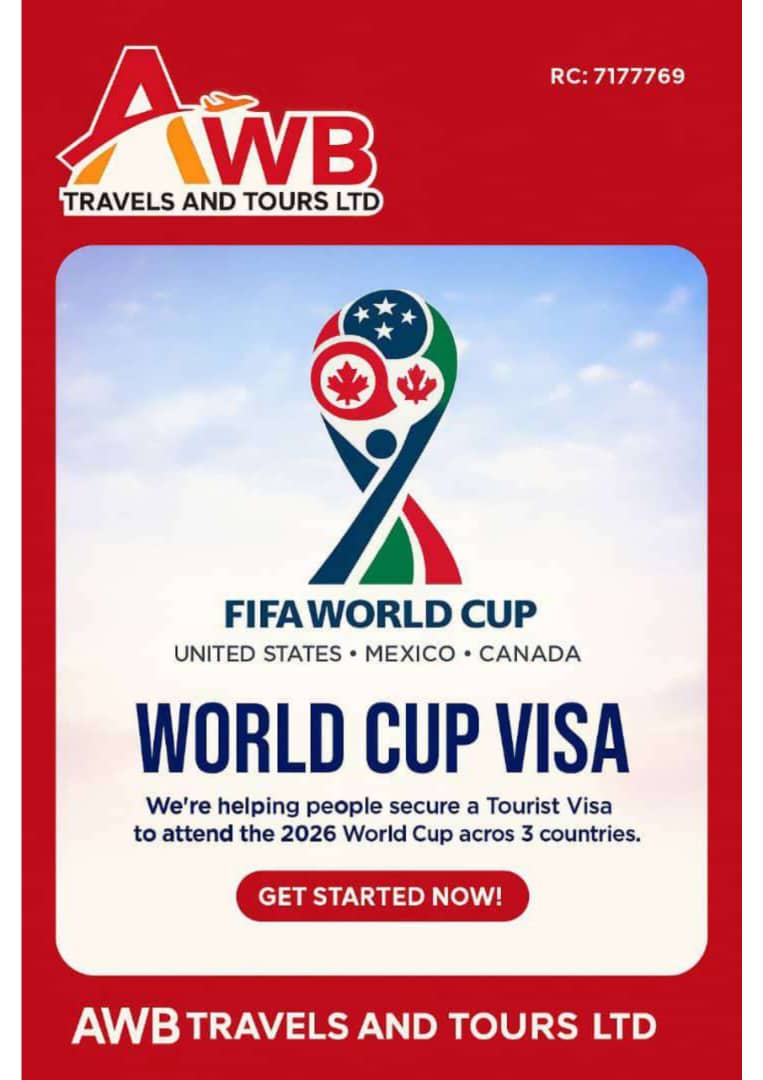 RC: 7177769
AWB
TRAVELS AND TOURS LTD
FIFA WORLD CUP
UNITED STATES • MEXICO • CANADA
WORLD CUP VISA
We're helping people secure a Tourist Visa
to attend the 2026 World Cup acros 3 countries.
GET STARTED NOW!
AWB TRAVELS AND TOURS LTD